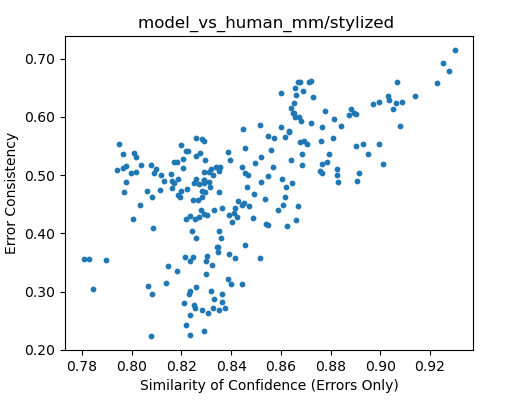 model_vs_human_mm/stylized
Error Consistency
0.70
0.60
0.50
0.40
0.30
0.20
0.78 0.80 0.82 0.84 0.86 0.88 0.90 0.92
Similarity of Confidence (Errors Only)